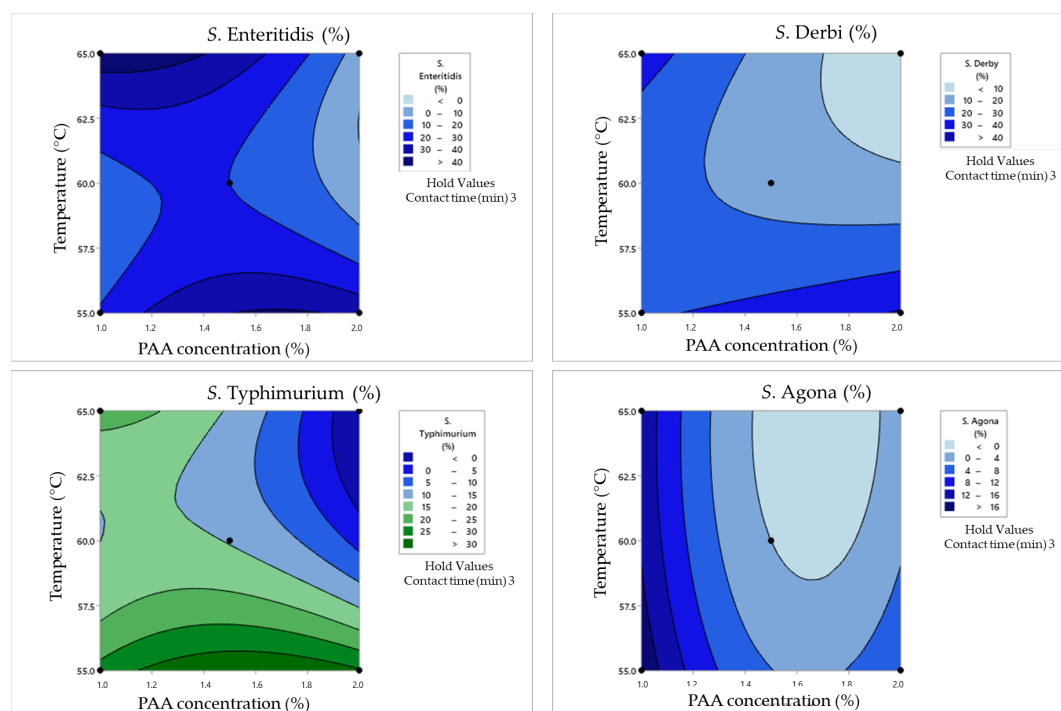 S. Enteritidis (%)
65.0
62.5
60.0
57.5
55.0
Temperature (°C)
1.0 1.2 1.4 1.6 1.8 2.0
PAA concentration (%)
S.
Enteritidis
(%)
< 0
0 – 10
10 – 20
20 – 30
30 – 40
> 40
Hold Values
Contact time (min) 3
S. Derbi (%)
65.0
62.5
60.0
57.5
55.0
Temperature (°C)
1.0 1.2 1.4 1.6 1.8 2.0
PAA concentration (%)
S. Derby
(%)
< 10
10 – 20
20 – 30
30 – 40
> 40
Hold Values
Contact time (min) 3
S. Typhimurium (%)
65.0
62.5
60.0
57.5
55.0
Temperature (°C)
1.0 1.2 1.4 1.6 1.8 2.0
PAA concentration (%)
S.
Typhimurium
(%)
< 0
0 – 5
5 – 10
10 – 15
15 – 20
20 – 25
25 – 30
> 30
Hold Values
Contact time (min) 3
S. Agona (%)
65.0
62.5
60.0
57.5
55.0
Temperature (°C)
1.0 1.2 1.4 1.6 1.8 2.0
PAA concentration (%)
S. Agona
(%)
< 0
0 – 4
4 – 8
8 – 12
12 – 16
> 16
Hold Values
Contact time (min) 3